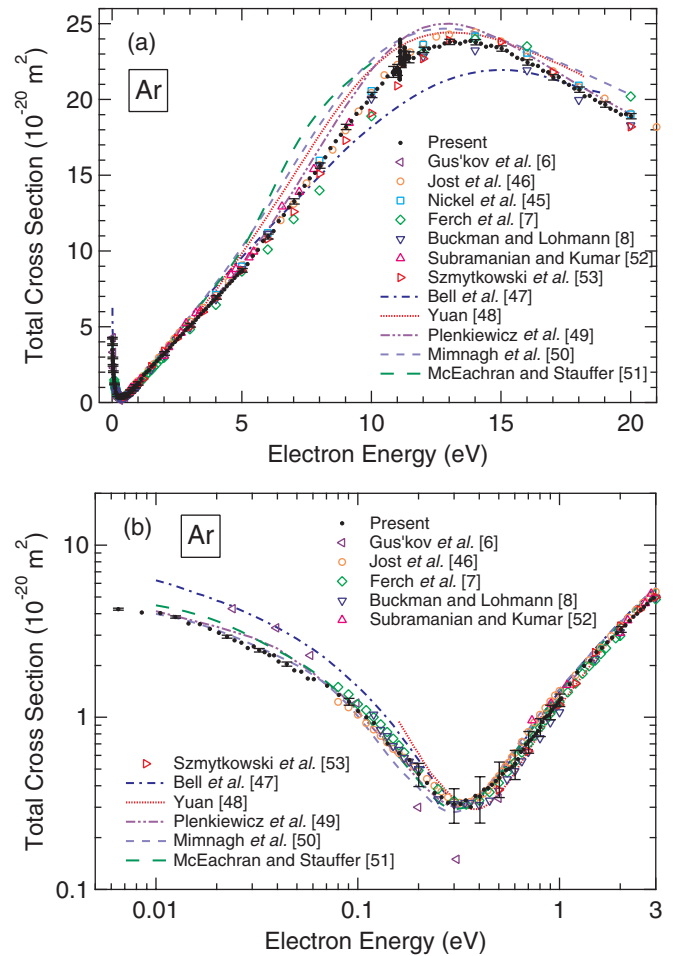 (a)
Ar
Total Cross Section (10⁻²⁰ m²)
25
20
15
10
5
0
Present
Gus'kov et al. [6]
Jost et al. [46]
Nickel et al. [45]
Ferch et al. [7]
Buckman and Lohmann [8]
Subramanian and Kumar [52]
Szmytkowski et al. [53]
Bell et al. [47]
Yuan [48]
Plenkiewicz et al. [49]
Mimnagh et al. [50]
McEachran and Stauffer [51]
0 5 10 15 20
Electron Energy (eV)
(b)
Ar
Total Cross Section (10⁻²⁰ m²)
10
1
0.1
Present
Gus'kov et al. [6]
Jost et al. [46]
Ferch et al. [7]
Buckman and Lohmann [8]
Subramanian and Kumar [52]
Szmytkowski et al. [53]
Bell et al. [47]
Yuan [48]
Plenkiewicz et al. [49]
Mimnagh et al. [50]
McEachran and Stauffer [51]
0.01 0.1 1 3
Electron Energy (eV)